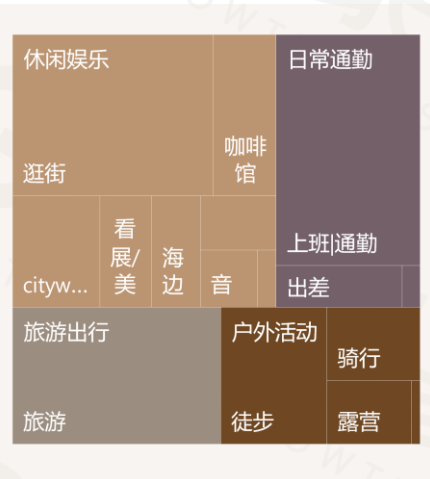 休闲娱乐
逛街
咖啡
馆
cityw...
看
展/
美
海
边
音
日常通勤
上班|通勤
出差
旅游出行
旅游
户外活动
徒步
骑行
露营